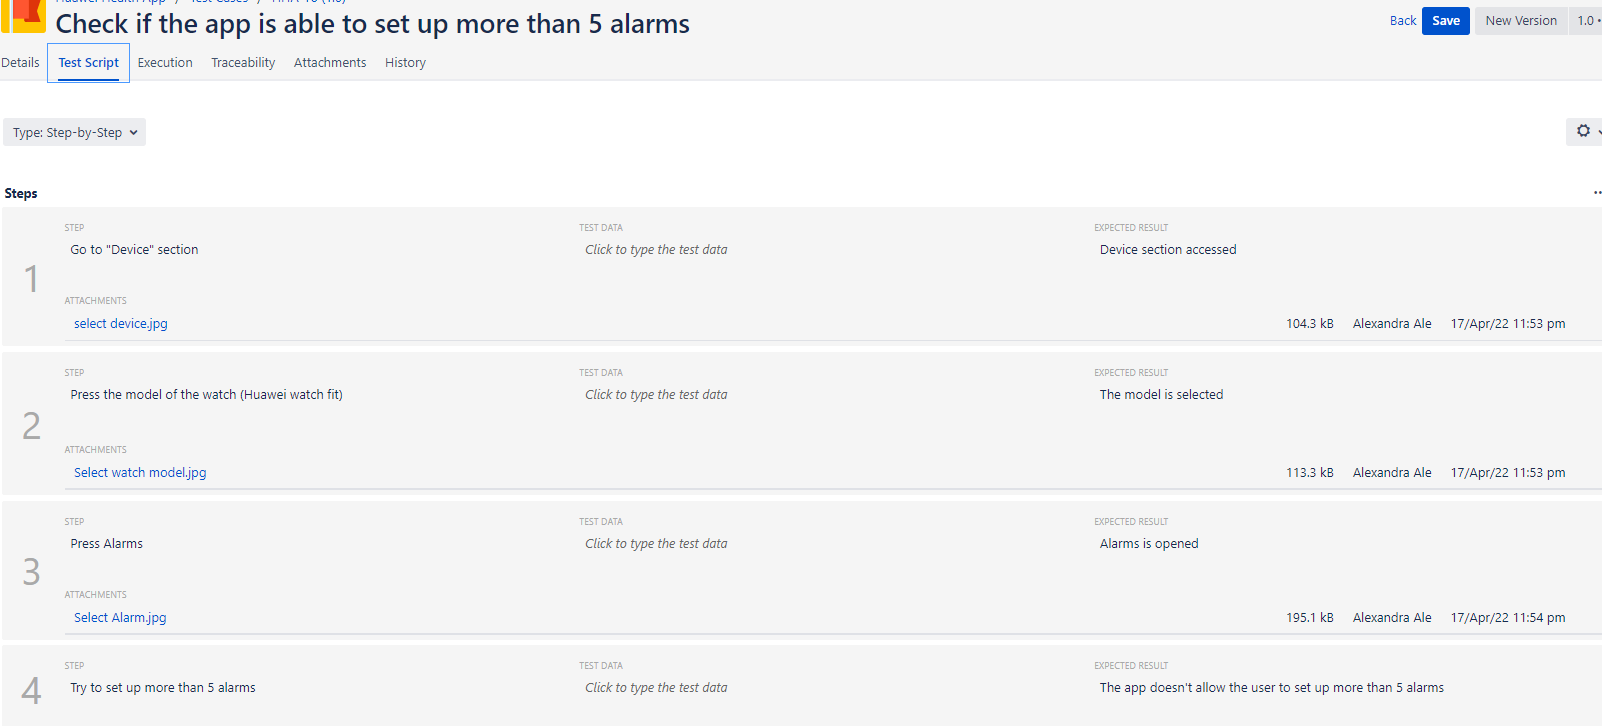 Check if the app is able to set up more than 5 alarms
Back Save New Version 1.0
Details Test Script Execution Traceability Attachments History
Type: Step-by-Step
Steps
STEP TEST DATA EXPECTED RESULT
Go to "Device" section Click to type the test data Device section accessed
1
ATTACHMENTS
select device.jpg 104.3 kB Alexandra Ale 17/Apr/22 11:53 pm
STEP TEST DATA EXPECTED RESULT
Press the model of the watch (Huawei watch fit) Click to type the test data The model is selected
2
ATTACHMENTS
Select watch model.jpg 113.3 kB Alexandra Ale 17/Apr/22 11:53 pm
STEP TEST DATA EXPECTED RESULT
Press Alarms Click to type the test data Alarms is opened
3
ATTACHMENTS
Select Alarm.jpg 195.1 kB Alexandra Ale 17/Apr/22 11:54 pm
STEP TEST DATA EXPECTED RESULT
4
Try to set up more than 5 alarms Click to type the test data The app doesn't allow the user to set up more than 5 alarms